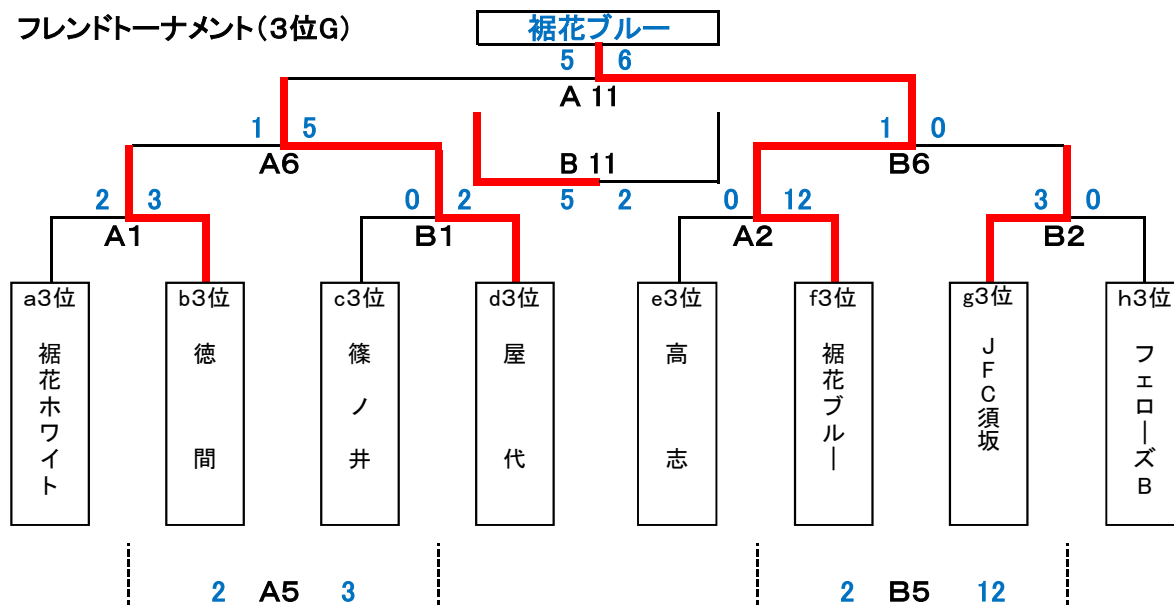 フレンドトーナメント(３位G)
裾花ブルー
5 6
A 11
1 5
A6
B 11
5 2
1 0
B6
2 3
A1
0 2
B1
0 12
A2
3 0
B2
a3位
裾花ホワイト
b3位
徳間
c3位
篠ノ井
d3位
屋代
e3位
高志
f3位
裾花ブルー
g3位
JFC須坂
h3位
フェローズB
2 A5 3
2 B5 12